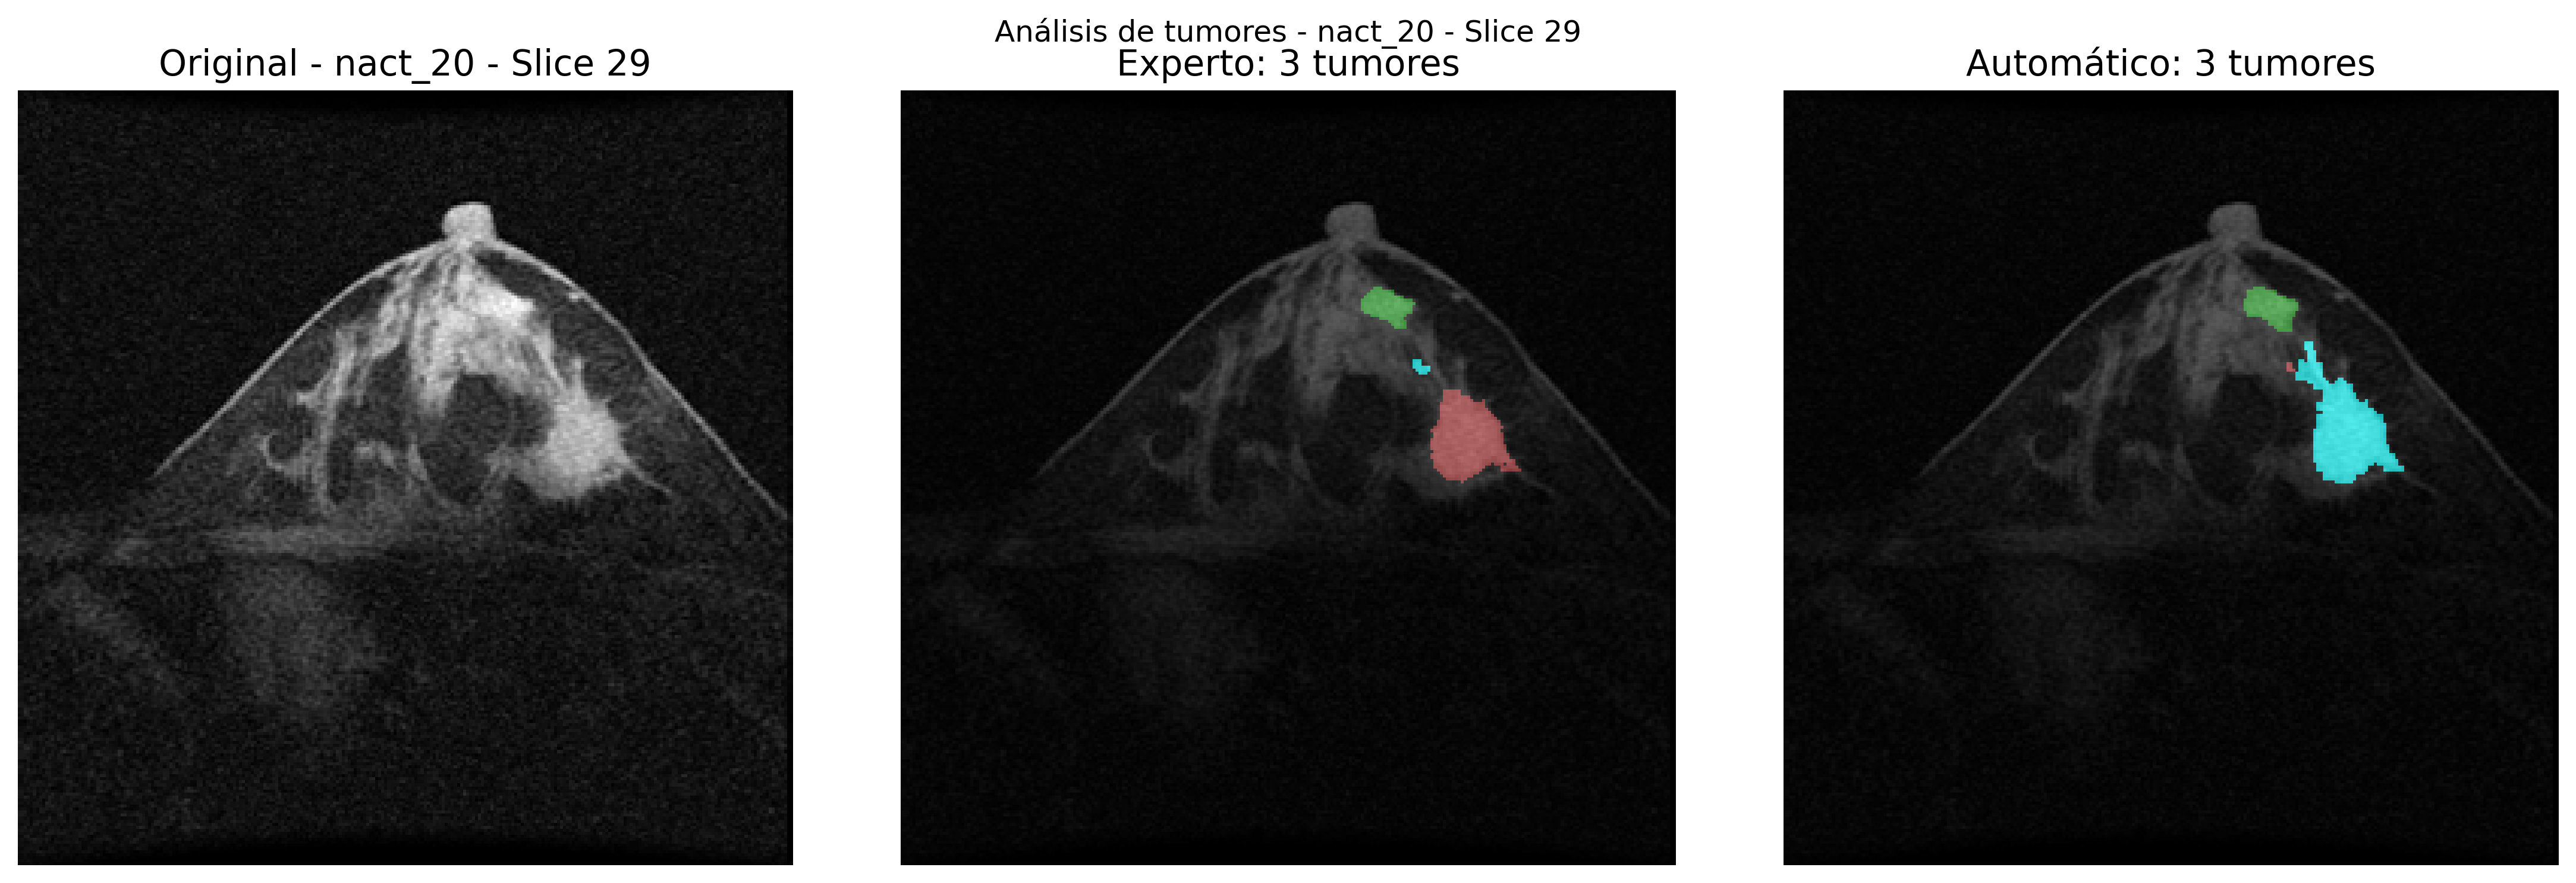 Análisis de tumores - nact_20 - Slice 29
Original - nact_20 - Slice 29
Experto: 3 tumores
Automático: 3 tumores